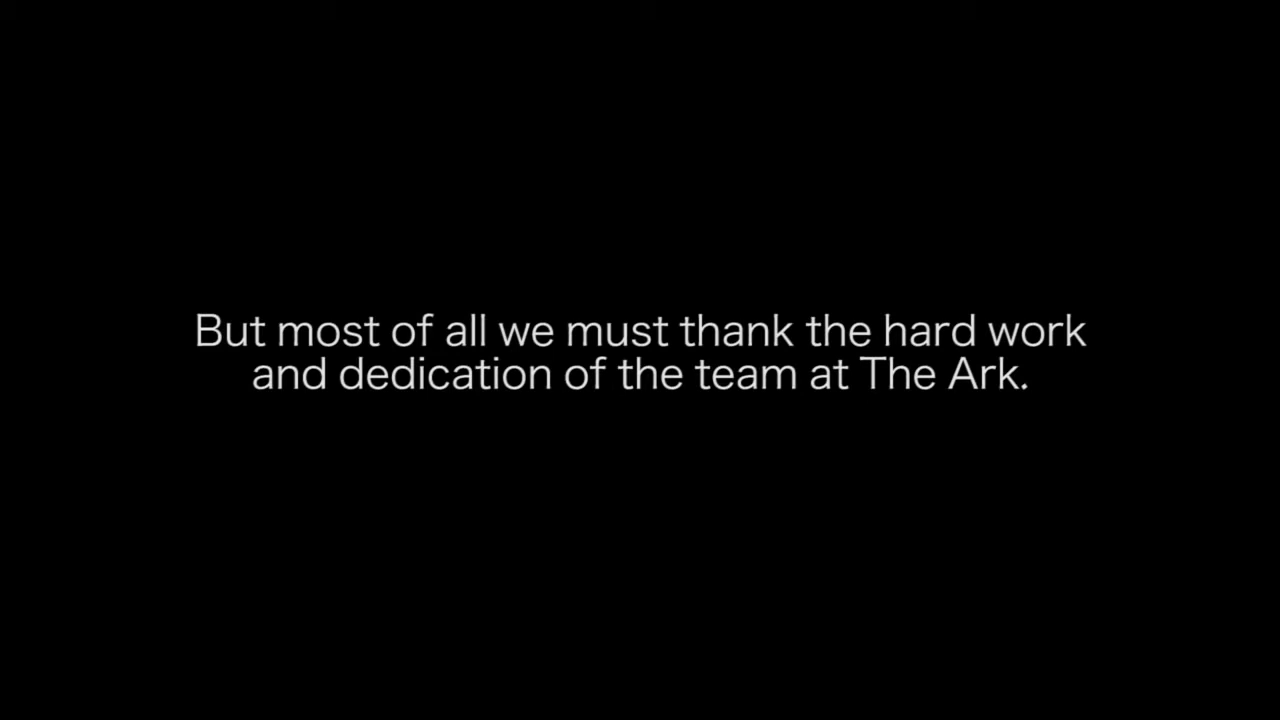 But most of all we must thank the hard work
and dedication of the team at The Ark.